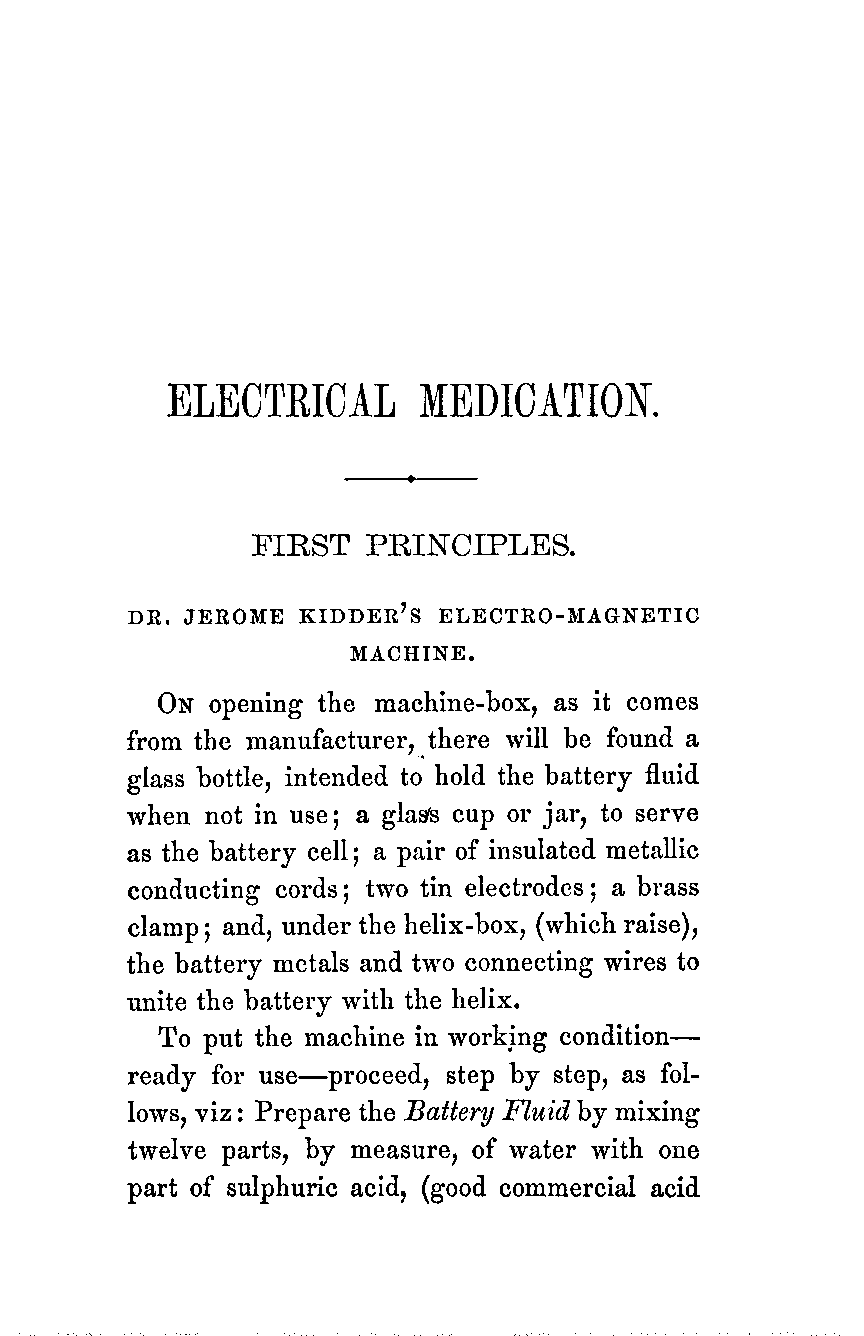 ELECTRICAL MEDICATION.
FIRST PRINCIPLES.
DR. JEROME KIDDER'S ELECTRO-MAGNETIC
MACHINE.
ON opening the machine-box, as it comes
from the manufacturer, there will be found a
glass bottle, intended to hold the battery fluid
when not in use; a glass cup or jar, to serve
as the battery cell; a pair of insulated metallic
conducting cords; two tin electrodes; a brass
clamp; and, under the helix-box, (which raise),
the battery metals and two connecting wires to
unite the battery with the helix.
To put the machine in working condition—
ready for use—proceed, step by step, as fol-
lows, viz: Prepare the Battery Fluid by mixing
twelve parts, by measure, of water with one
part of sulphuric acid, (good commercial acid